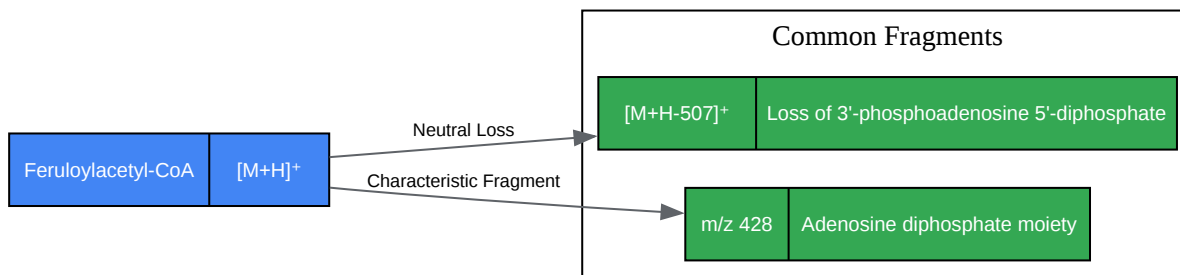 Common Fragments
[M+H-507]⁺ Loss of 3'-phosphoadenosine 5'-diphosphate
Neutral Loss
Feruloylacetyl-CoA [M+H]⁺
Characteristic Fragment
m/z 428 Adenosine diphosphate moiety